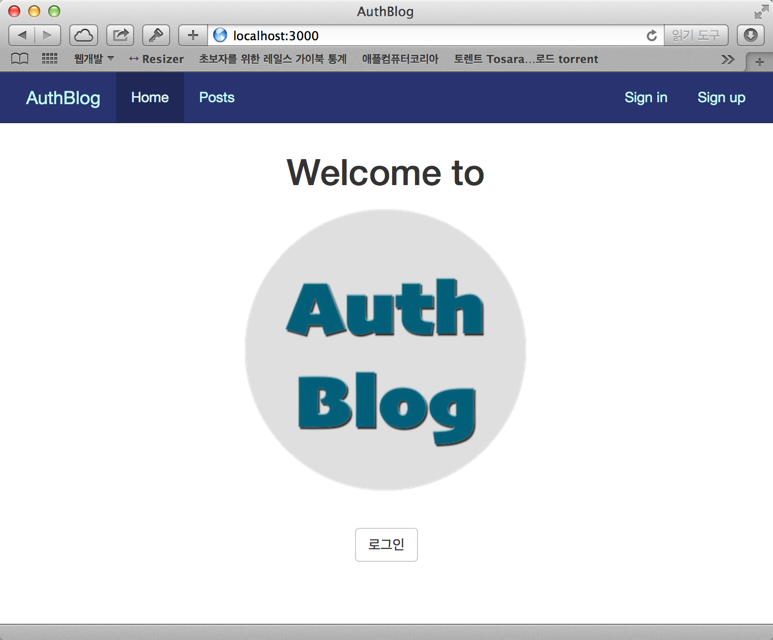 AuthBlog
localhost:3000
읽기 도구
웹개발
Resizer
초보자를 위한 레일스 가이북 통계
애플컴퓨터코리아
토렌트 Tosara...로드 torrent
AuthBlog
Home
Posts
Sign in
Sign up
Welcome to
Auth
Blog
로그인